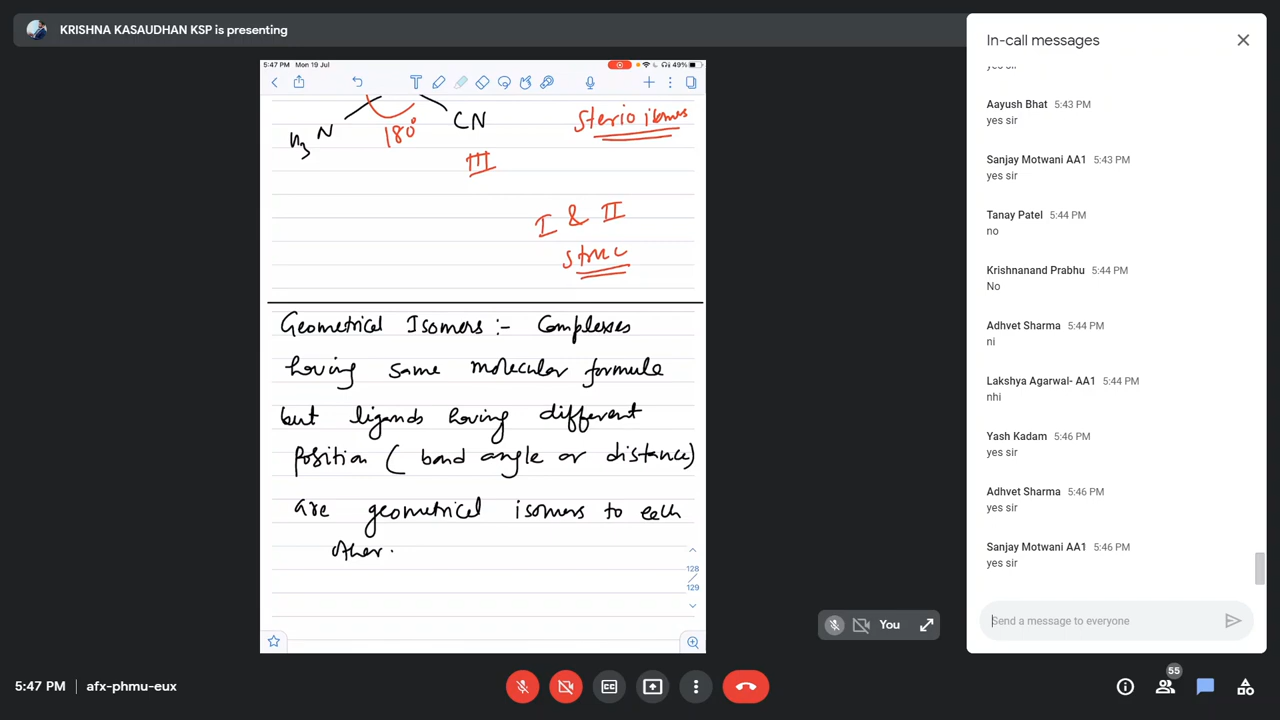 KRISHNA KASAUDHAN KSP is presenting
5:47 PM Mon 19 Jul
49%
H3 N
180°
CN
Sterio isomes
III
I & II
Struc
Geometrical Isomers :- Complexes
having same molecular formula
but ligands having different
position ( bond angle or distance)
are geometrical isomers to each
other.
128
129
You
5:47 PM | afx-phmu-eux
CC
55
In-call messages
yes sir
Aayush Bhat 5:43 PM
yes sir
Sanjay Motwani AA1 5:43 PM
yes sir
Tanay Patel 5:44 PM
no
Krishnanand Prabhu 5:44 PM
No
Adhvet Sharma 5:44 PM
ni
Lakshya Agarwal- AA1 5:44 PM
nhi
Yash Kadam 5:46 PM
yes sir
Adhvet Sharma 5:46 PM
yes sir
Sanjay Motwani AA1 5:46 PM
yes sir
Send a message to everyone